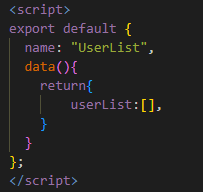 <script>
export default {
  name: "UserList",
  data(){
    return{
        userList:[],
    }
  }
};
</script>